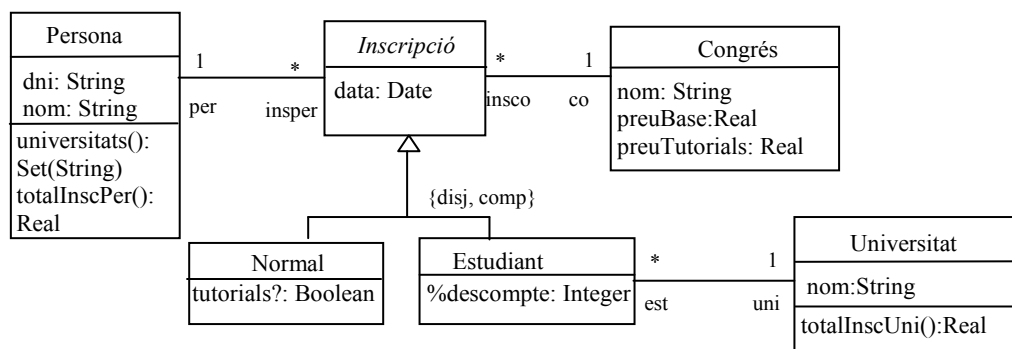 Persona
dni: String
nom: String
universitats():
Set(String)
totalInscPer():
Real
1
per
*
insper
Inscripció
data: Date
*
insco
1
co
Congrés
nom: String
preuBase:Real
preuTutorials: Real
{disj, comp}
Normal
tutorials?: Boolean
Estudiant
%descompte: Integer
*
est
1
uni
Universitat
nom:String
totalInscUni():Real